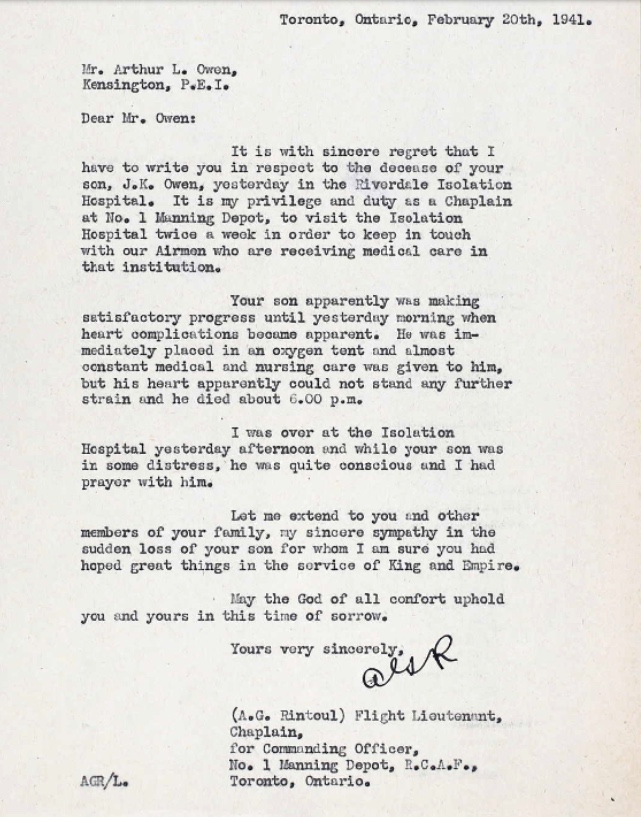 Toronto, Ontario, February 20th, 1941.
Mr. Arthur L. Owen,
Kensington, P.E.I.
Dear Mr. Owen:
It is with sincere regret that I
have to write you in respect to the decease of your
son, J.K. Owen, yesterday in the Riverdale Isolation
Hospital. It is my privilege and duty as a Chaplain
at No. 1 Manning Depot, to visit the Isolation
Hospital twice a week in order to keep in touch
with our Airmen who are receiving medical care in
that institution.
Your son apparently was making
satisfactory progress until yesterday morning when
heart complications became apparent. He was im-
mediately placed in an oxygen tent and almost
constant medical and nursing care was given to him,
but his heart apparently could not stand any further
strain and he died about 6.00 p.m.
I was over at the Isolation
Hospital yesterday afternoon and while your son was
in some distress, he was quite conscious and I had
prayer with him.
Let me extend to you and other
members of your family, my sincere sympathy in the
sudden loss of your son for whom I am sure you had
hoped great things in the service of King and Empire.
May the God of all confort uphold
you and yours in this time of sorrow.
Yours very sincerely,
(A.G. Rintoul) Flight Lieutenant,
Chaplain,
for Commanding Officer,
No. 1 Manning Depot, R.C.A.F.,
AGR/L. Toronto, Ontario.